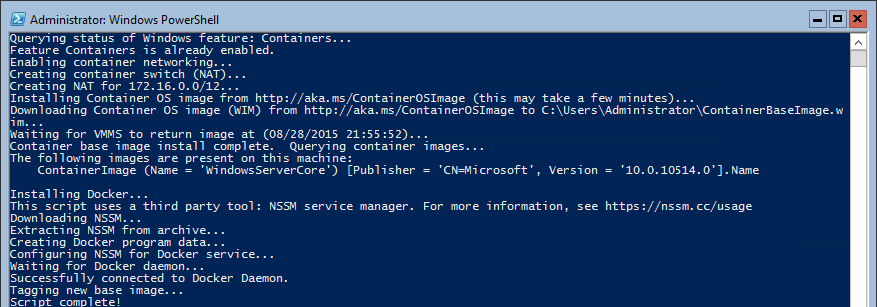 Administrator: Windows PowerShell
Querying status of Windows feature: Containers...
Feature Containers is already enabled.
Enabling container networking...
Creating container switch (NAT)...
Creating NAT for 172.16.0.0/12...
Installing Container OS image from http://aka.ms/ContainerOSImage (this may take a few minutes)...
Downloading Container OS image (WIM) from http://aka.ms/ContainerOSImage to C:\Users\Administrator\ContainerBaseImage.w
im...
Waiting for VMMS to return image at (08/28/2015 21:55:52)...
Container base image install complete.  Querying container images...
The following images are present on this machine:
    ContainerImage (Name = 'WindowsServerCore') [Publisher = 'CN=Microsoft', Version = '10.0.10514.0'].Name
Installing Docker...
This script uses a third party tool: NSSM service manager. For more information, see https://nssm.cc/usage
Downloading NSSM...
Extracting NSSM from archive...
Creating Docker program data...
Configuring NSSM for Docker service...
Waiting for Docker daemon...
Successfully connected to Docker Daemon.
Tagging new base image...
Script complete!